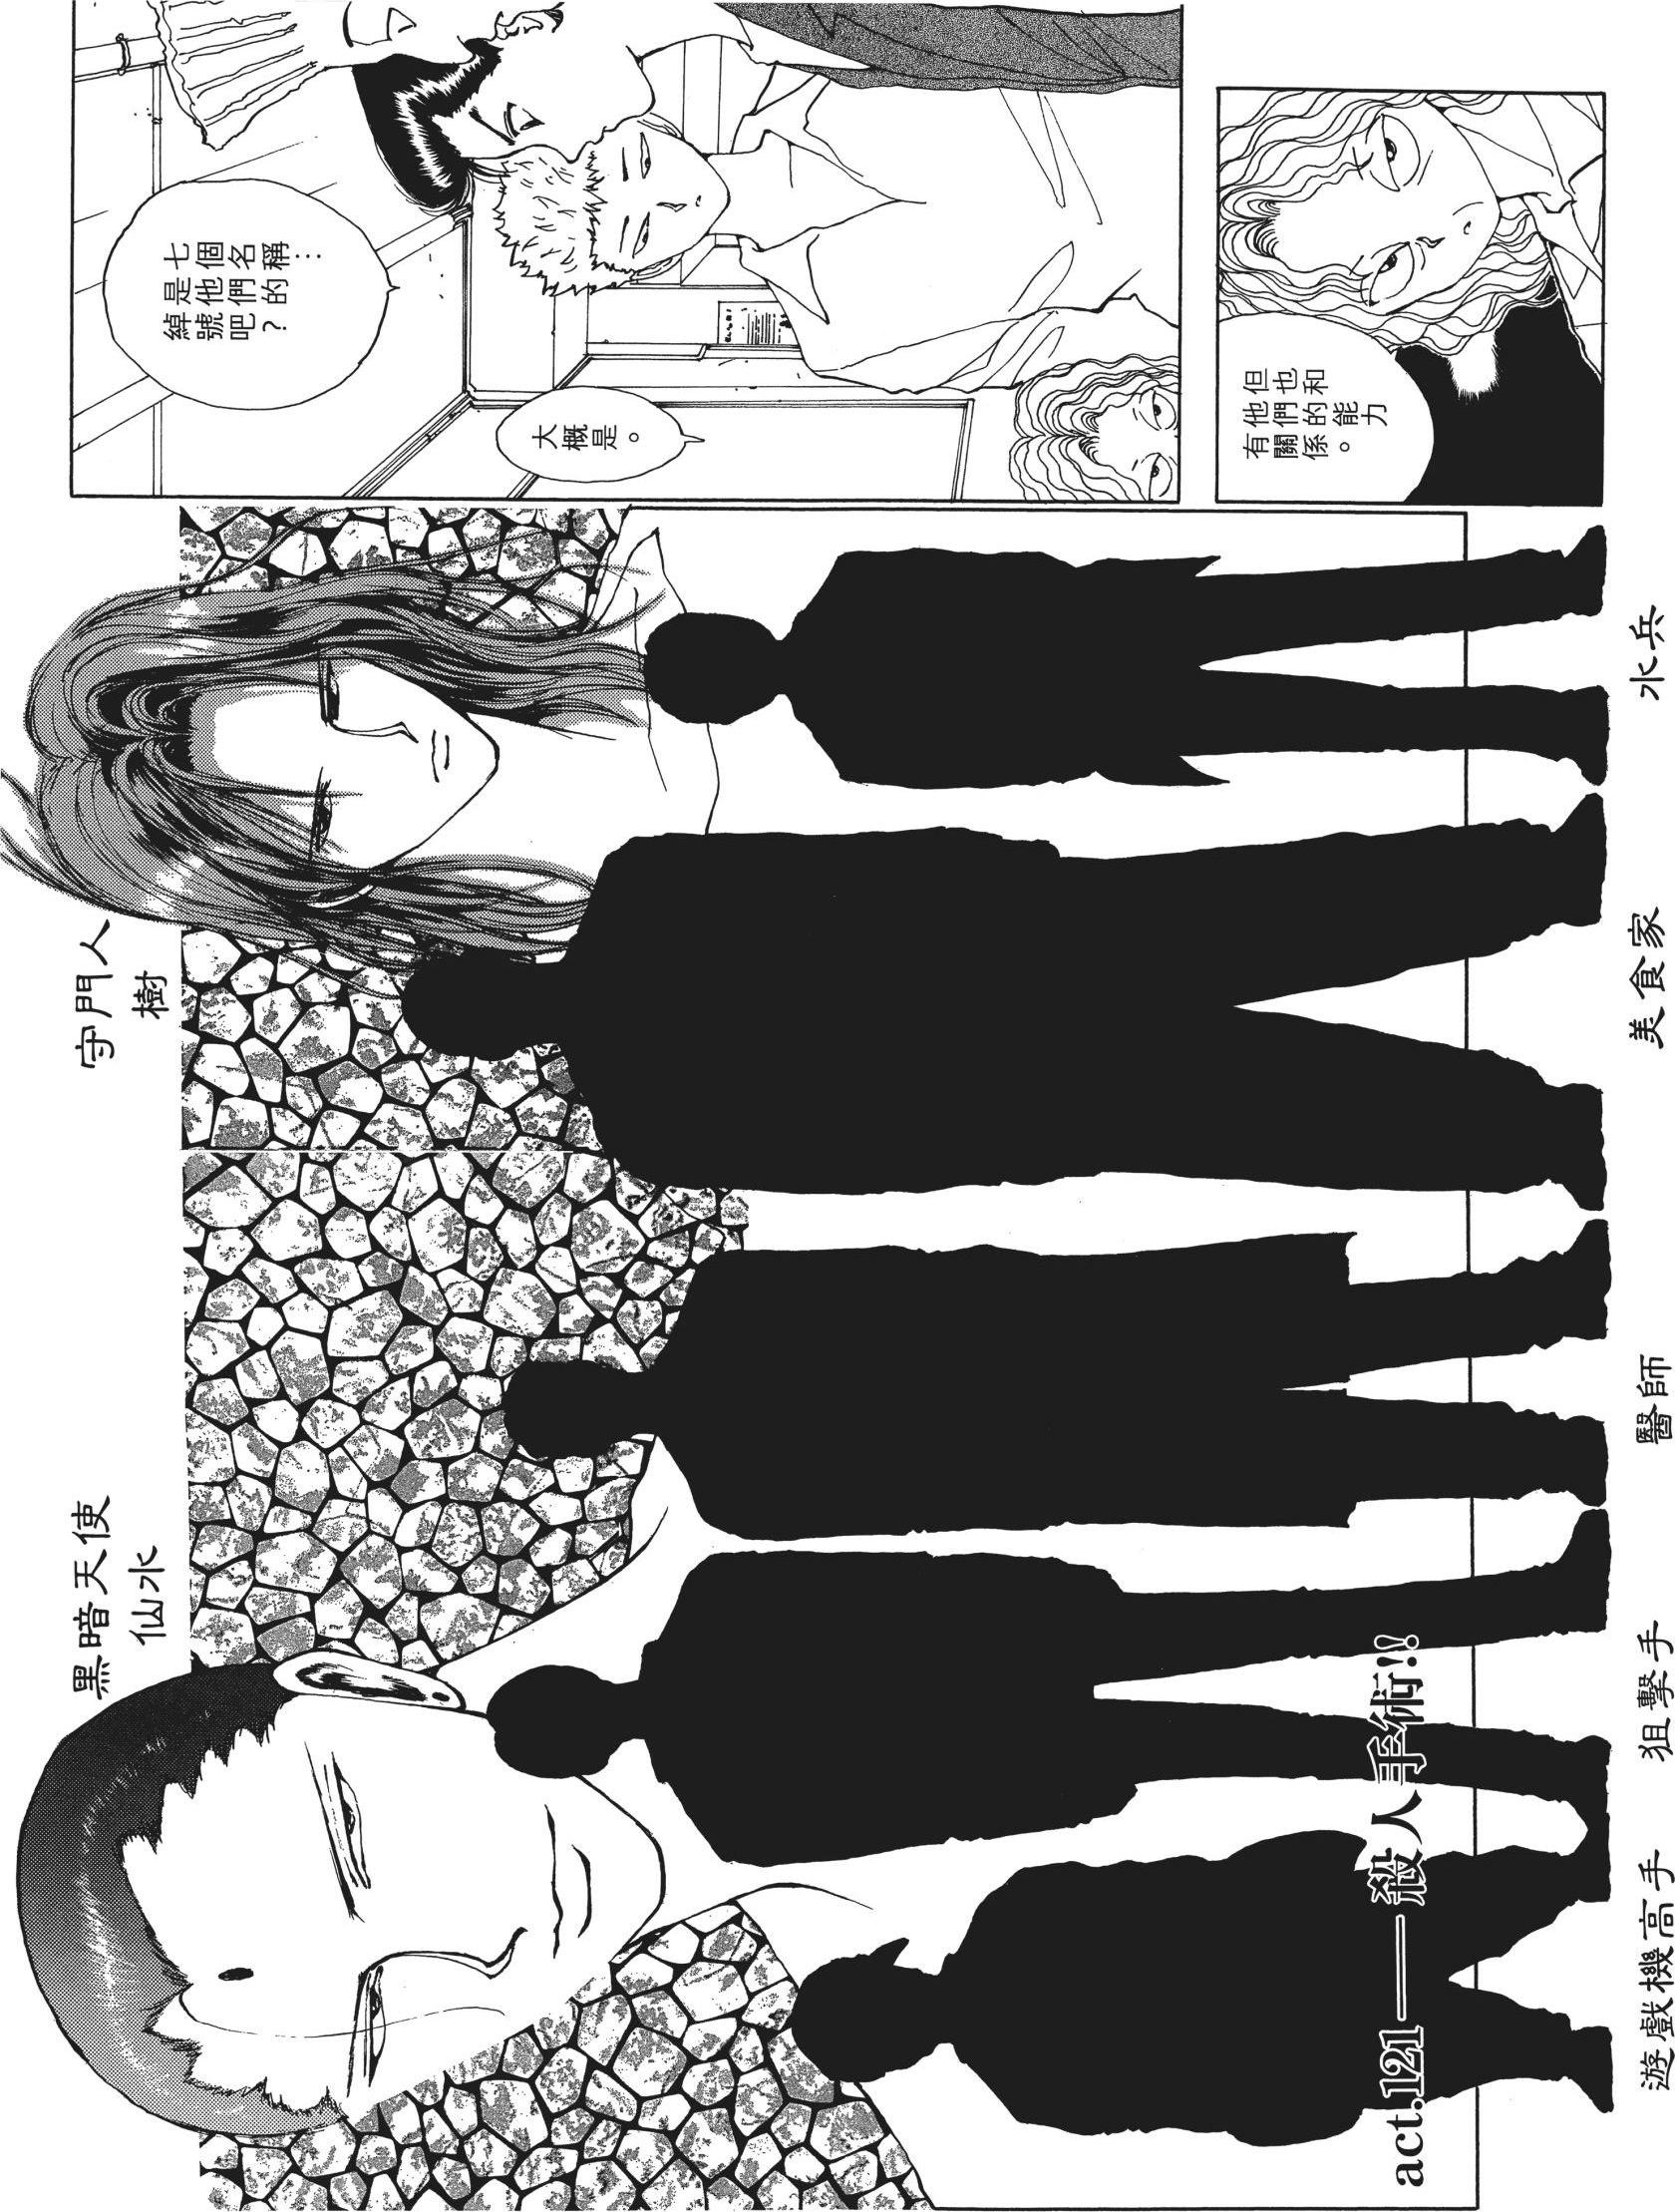 七個名稱…
是他們的
綽號吧？
大概是。
但也和
他們的能力
有關係。
守門人
樹
黑暗天使
仙水
水兵
美食家
醫師
狙擊手
遊戲機高手
act.121——殺人手術!!